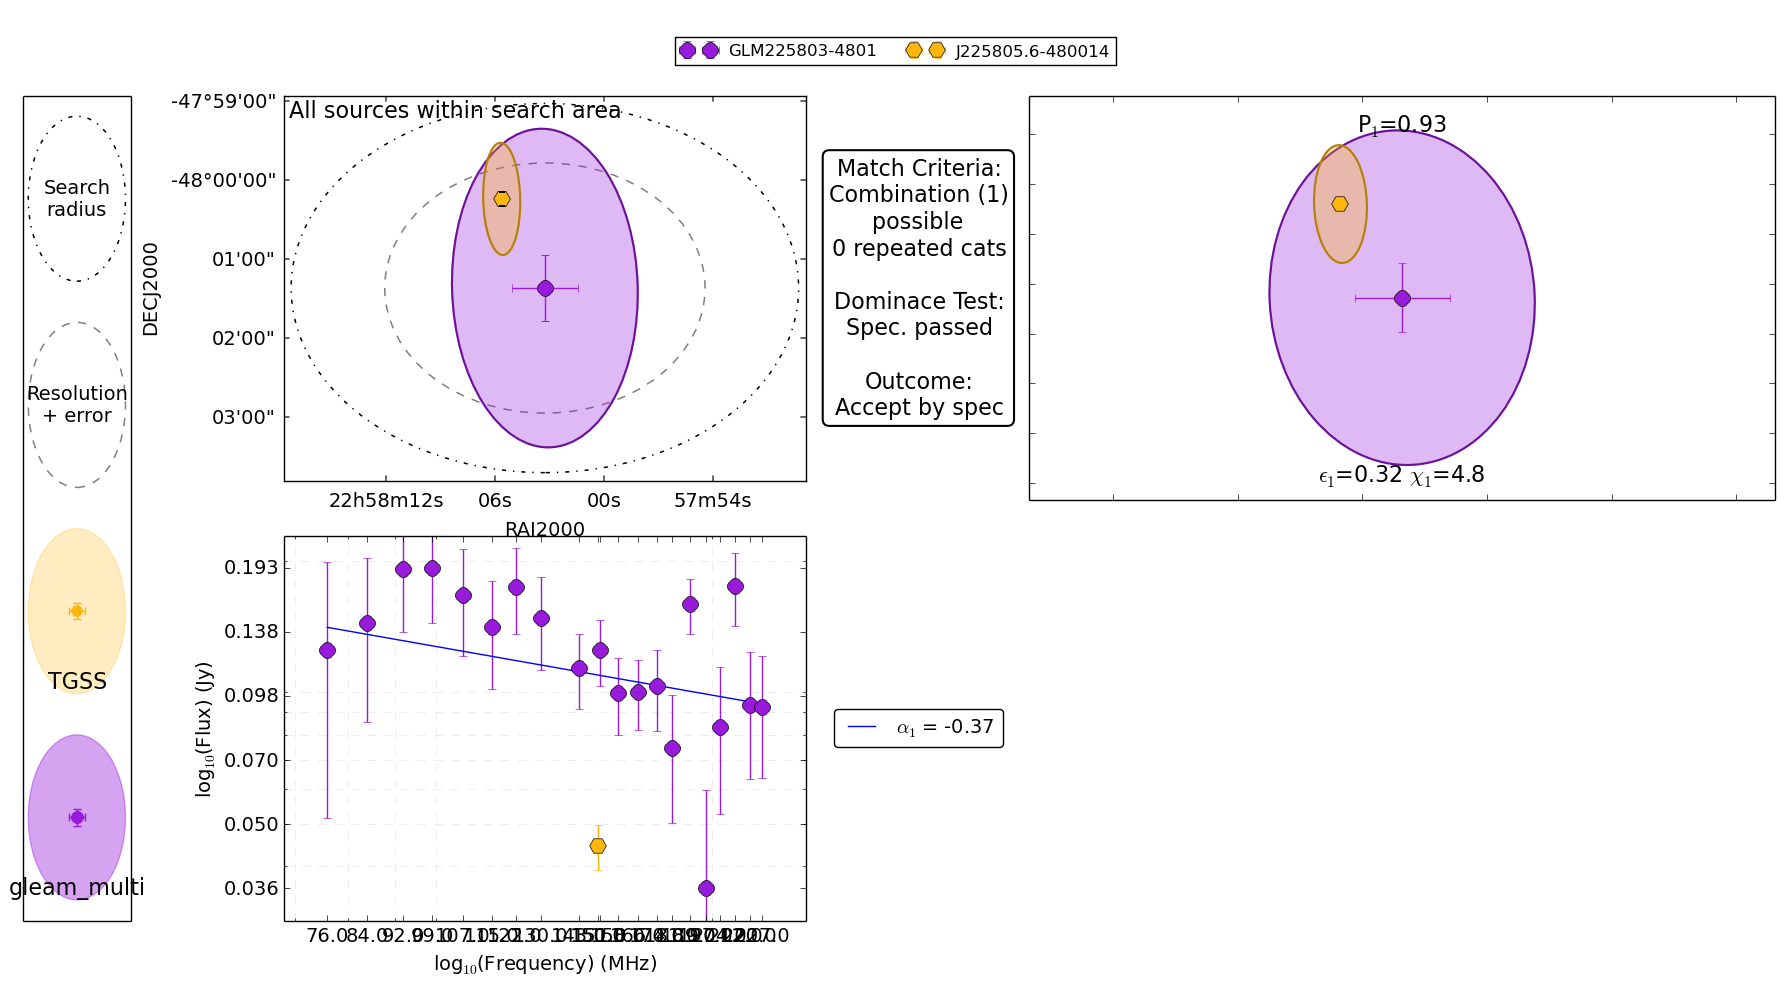 GLM225803-4801
J225805.6-480014
Search
radius
Resolution
+ error
TGSS
gleam_multi
All sources within search area
DECJ2000
-47°59'00"
-48°00'00"
01'00"
02'00"
03'00"
22h58m12s
06s
00s
57m54s
RAJ2000
Match Criteria:
Combination (1)
possible
0 repeated cats
Dominace Test:
Spec. passed
Outcome:
Accept by spec
P₁=0.93
ϵ₁=0.32 χ₁=4.8
log₁₀(Flux) (Jy)
0.193
0.138
0.098
0.070
0.050
0.036
76.0
84.0
92.0
log₁₀(Frequency) (MHz)
α₁ = -0.37